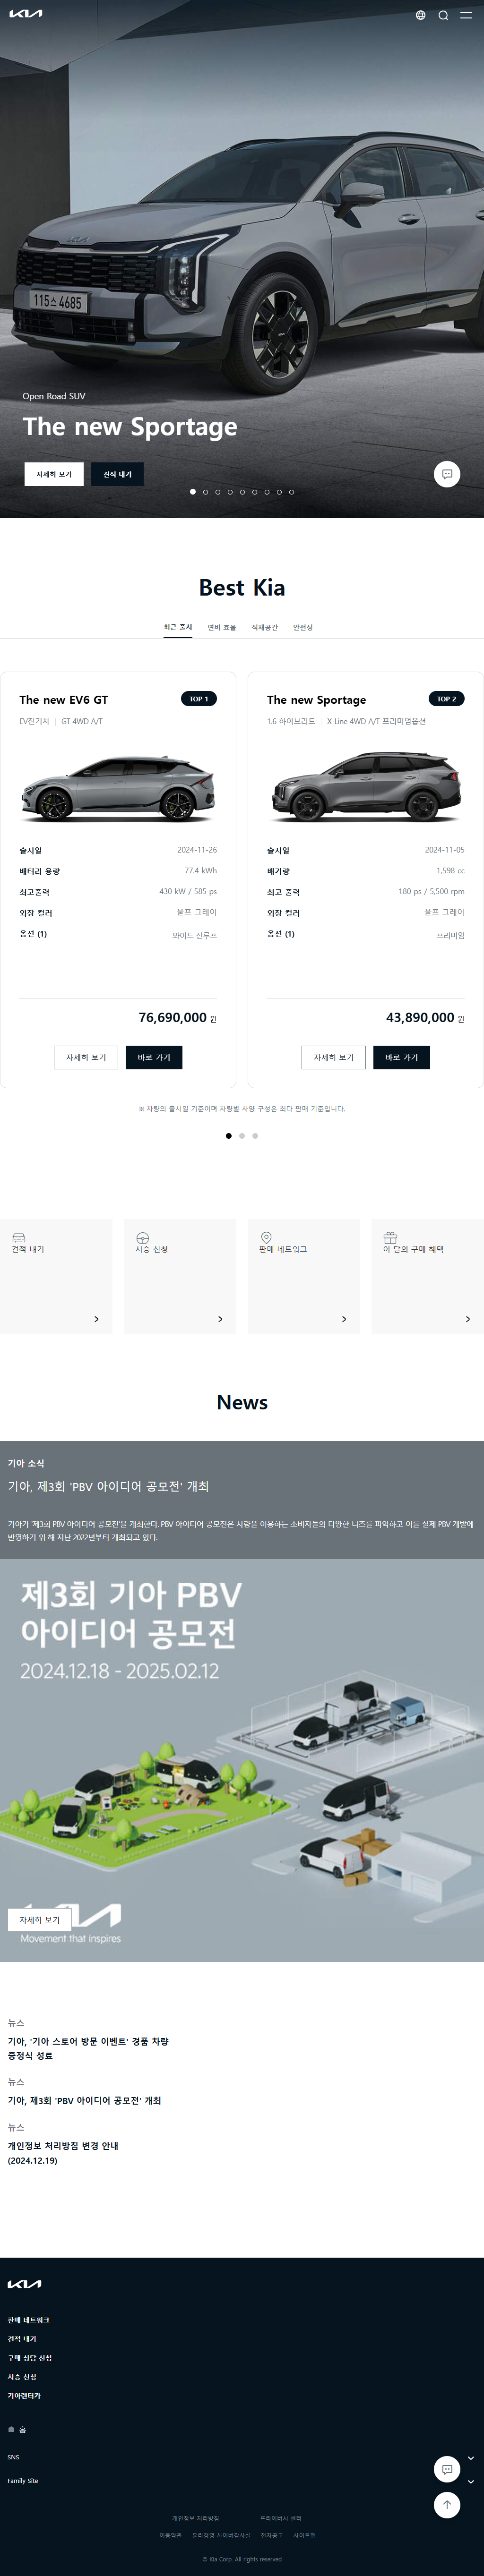 KIA
Open Road SUV
The new Sportage
자세히 보기
견적 내기
115소 4685
Best Kia
최근 출시
연비 효율
적재공간
안전성
The new EV6 GT
TOP 1
EV전기차 | GT 4WD A/T
출시일
2024-11-26
배터리 용량
77.4 kWh
최고출력
430 kW / 585 ps
외장 컬러
울프 그레이
옵션 (1)
와이드 선루프
76,690,000 원
자세히 보기
바로 가기
The new Sportage
TOP 2
1.6 하이브리드 | X-Line 4WD A/T 프리미엄옵션
출시일
2024-11-05
배기량
1,598 cc
최고 출력
180 ps / 5,500 rpm
외장 컬러
울프 그레이
옵션 (1)
프리미엄
43,890,000 원
자세히 보기
바로 가기
※ 차량의 출시일 기준이며 차량별 사양 구성은 최다 판매 기준입니다.
견적 내기
시승 신청
판매 네트워크
이 달의 구매 혜택
News
기아 소식
기아, 제3회 'PBV 아이디어 공모전' 개최
기아가 '제3회 PBV 아이디어 공모전'을 개최한다. PBV 아이디어 공모전은 차량을 이용하는 소비자들의 다양한 니즈를 파악하고 이를 실제 PBV 개발에
반영하기 위 해 지난 2022년부터 개최되고 있다.
제3회 기아 PBV
아이디어 공모전
2024.12.18 - 2025.02.12
자세히 보기
KIA
Movement that inspires
뉴스
기아, '기아 스토어 방문 이벤트' 경품 차량
증정식 성료
뉴스
기아, 제3회 'PBV 아이디어 공모전' 개최
뉴스
개인정보 처리방침 변경 안내
(2024.12.19)
KIA
판매 네트워크
견적 내기
구매 상담 신청
시승 신청
기아렌터카
홈
SNS
Family Site
개인정보 처리방침
프라이버시 센터
이용약관
윤리경영 사이버감사실
전자공고
사이트맵
© Kia Corp. All rights reserved.